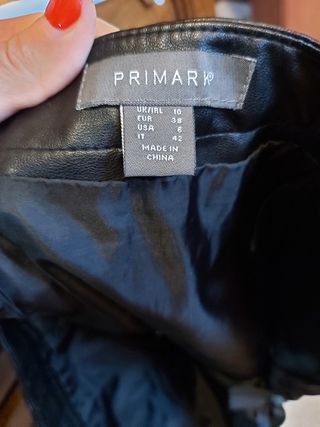 PRIMARK®
UK/IRL 10
EUR 38
USA 6
IT 42
MADE IN
CHINA